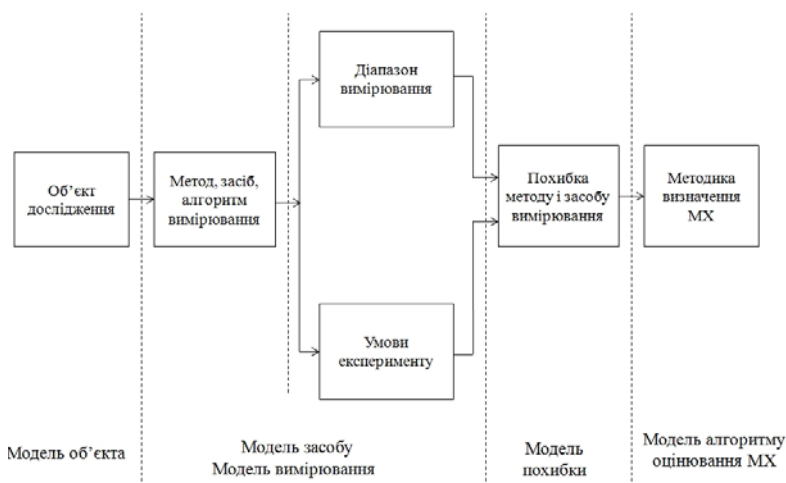 Діапазон
вимірювання
Об’єкт
дослідження
Метод, засіб,
алгоритм
вимірювання
Похибка
методу і засобу
вимірювання
Методика
визначення
МХ
Умови
експерименту
Модель об’єкта
Модель засобу
Модель вимірювання
Модель
похибки
Модель алгоритму
оцінювання МХ